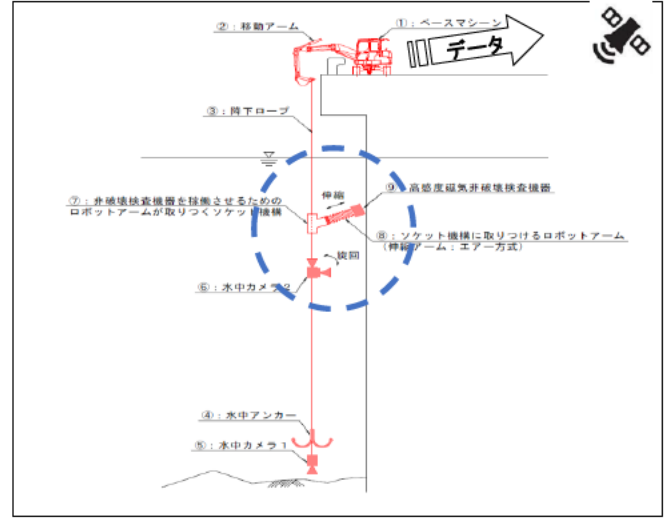 ②:移動アーム
①:ベースマシーン
データ
③:降下ロープ
⑦:非破壊検査機器を稼働させるための
ロボットアームが取りつくソケット機構
伸縮
⑨:高感度磁気非破壊検査機器
⑧:ソケット機構に取りつけるロボットアーム
(伸縮アーム:エアー方式)
旋回
⑥:水中カメラ2
④:水中アンカー
⑤:水中カメラ1